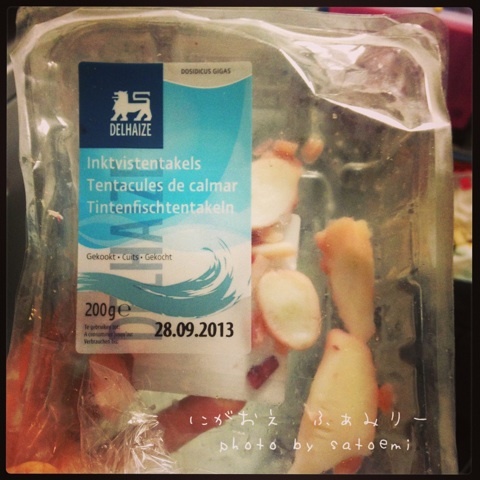 DOSIDICUS GIGAS
DELHAIZE
Inktvistentakels
Tentacules de calmar
Tintenfischtentakeln
Gekookt • Cuits • Gekocht
200g℮
28.09.2013
DELHAIZE
にがおえ ふぁみりー
photo by satoemi